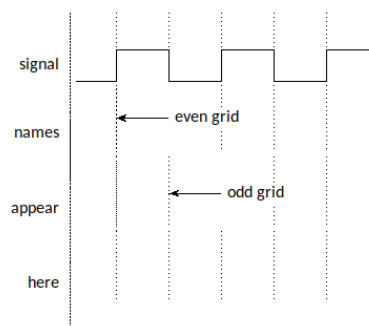 signal
names
even grid
appear
odd grid
here